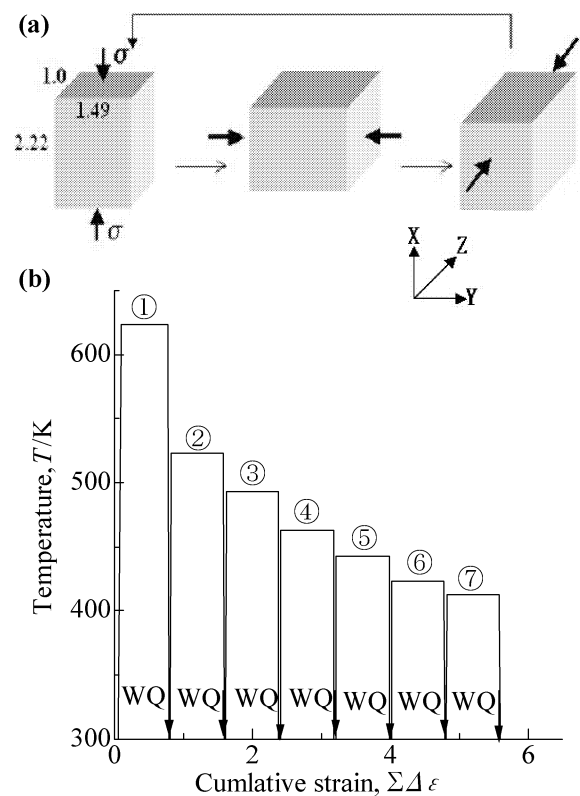 (a)
σ
1.0
1.49
2.22
σ
X
Z
Y
(b)
①
②
③
④
⑤
⑥
⑦
600
500
400
300
Temperature, T/K
WQ WQ WQ WQ WQ WQ WQ
0 2 4 6
Cumlative strain, ΣΔε